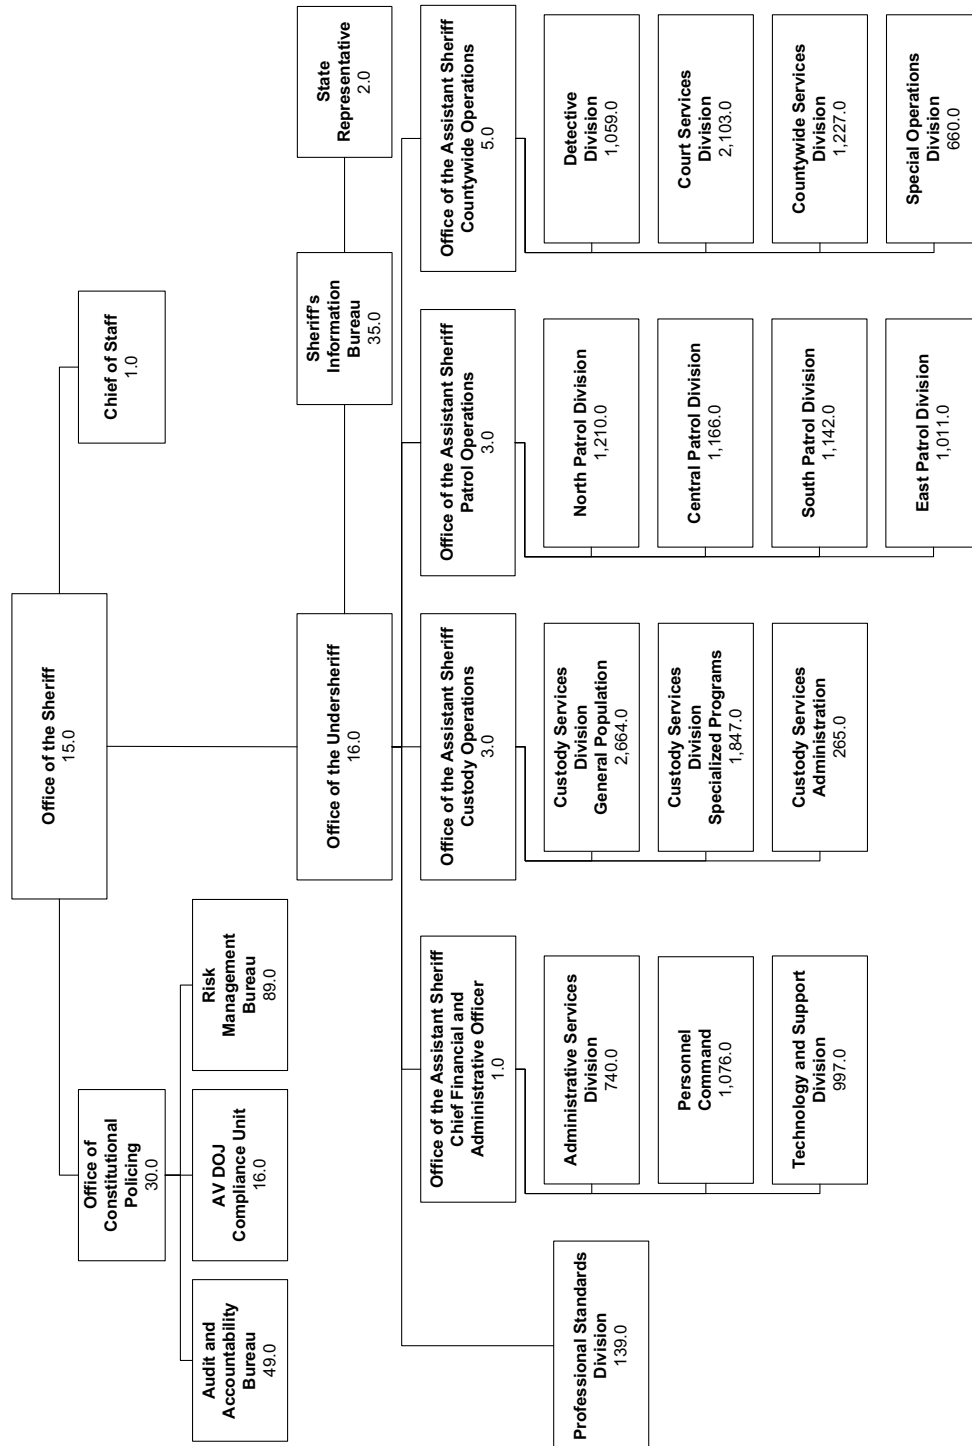 Office of the Sheriff
15.0
Office of
Constitutional
Policing
30.0
Chief of Staff
1.0
Audit and
Accountability
Bureau
49.0
AV DOJ
Compliance Unit
16.0
Risk
Management
Bureau
89.0
Office of the Undersheriff
16.0
Sheriff's
Information
Bureau
35.0
State
Representative
2.0
Office of the Assistant Sheriff
Chief Financial and
Administrative Officer
1.0
Office of the Assistant Sheriff
Custody Operations
3.0
Office of the Assistant Sheriff
Patrol Operations
3.0
Office of the Assistant Sheriff
Countywide Operations
5.0
Professional Standards
Division
139.0
Administrative Services
Division
740.0
Personnel
Command
1,076.0
Technology and Support
Division
997.0
Custody Services
Division
General Population
2,664.0
Custody Services
Division
Specialized Programs
1,847.0
Custody Services
Administration
265.0
North Patrol Division
1,210.0
Central Patrol Division
1,166.0
South Patrol Division
1,142.0
East Patrol Division
1,011.0
Detective
Division
1,059.0
Court Services
Division
2,103.0
Countywide Services
Division
1,227.0
Special Operations
Division
660.0